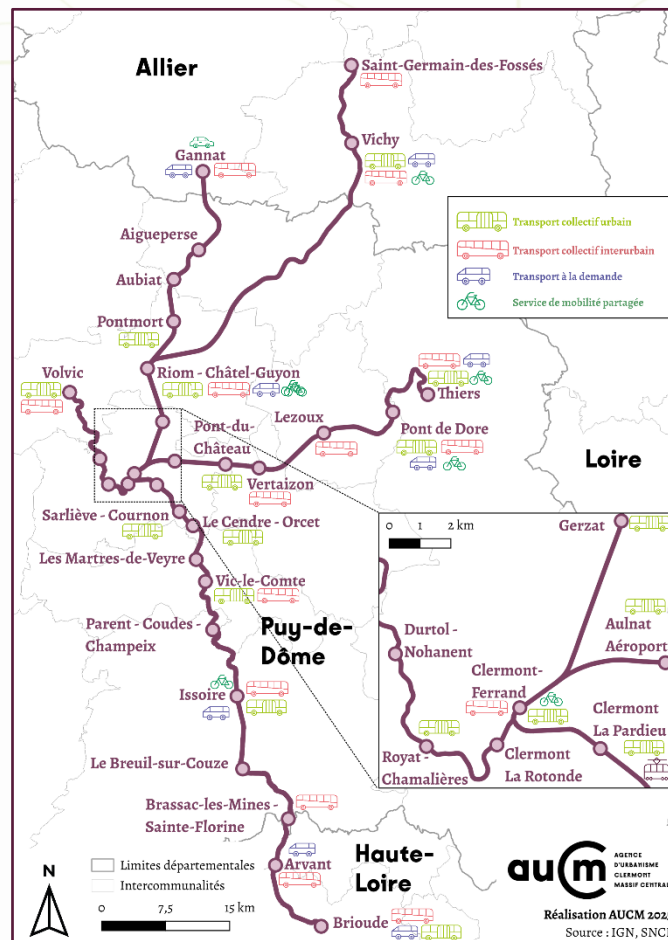 Allier
Saint-Germain-des-Fossés
Vichy
Gannat
Aigueperse
Aubiat
Pontmort
Transport collectif urbain
Transport collectif interurbain
Transport à la demande
Service de mobilité partagée
Volvic
Riom - Châtel-Guyon
Thiers
Pont-du-
Château
Lezoux
Pont de Dore
Vertaizon
Loire
Sarliève - Cournon
Le Cendre - Orcet
Les Martres-de-Veyre
Vic-le-Comte
Parent - Coudes -
Champeix
Puy-de-
Dôme
Issoire
Le Breuil-sur-Couze
Brassac-les-Mines -
Sainte-Florine
Arvant
Haute-
Loire
Brioude
0 1 2 km
Gerzat
Aulnat
Aéroport
Durtol -
Nohanent
Clermont-
Ferrand
Clermont
La Pardieu
Royat -
Chamalières
Clermont
La Rotonde
N
Limites départementales
Intercommunalités
0 7,5 15 km
aucm
AGENCE
D'URBANISME
CLERMONT
MASSIF CENTRAL
Réalisation AUCM
Source : IGN,